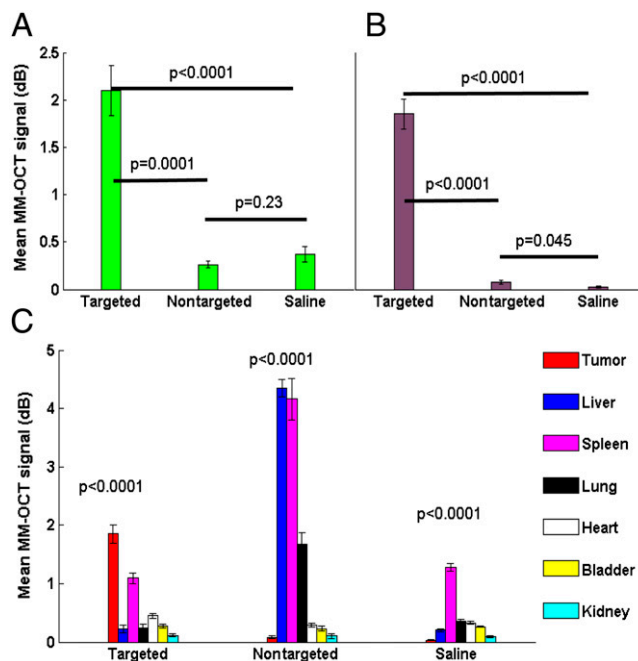 A
B
Mean MM-OCT signal (dB)
2.5
2
1.5
1
0.5
0
p<0.0001
p=0.0001
p=0.23
Targeted Nontargeted Saline
p<0.0001
p<0.0001
p=0.045
Targeted Nontargeted Saline
C
Mean MM-OCT signal (dB)
5
4
3
2
1
0
p<0.0001
p<0.0001
p<0.0001
Targeted Nontargeted Saline
Tumor
Liver
Spleen
Lung
Heart
Bladder
Kidney